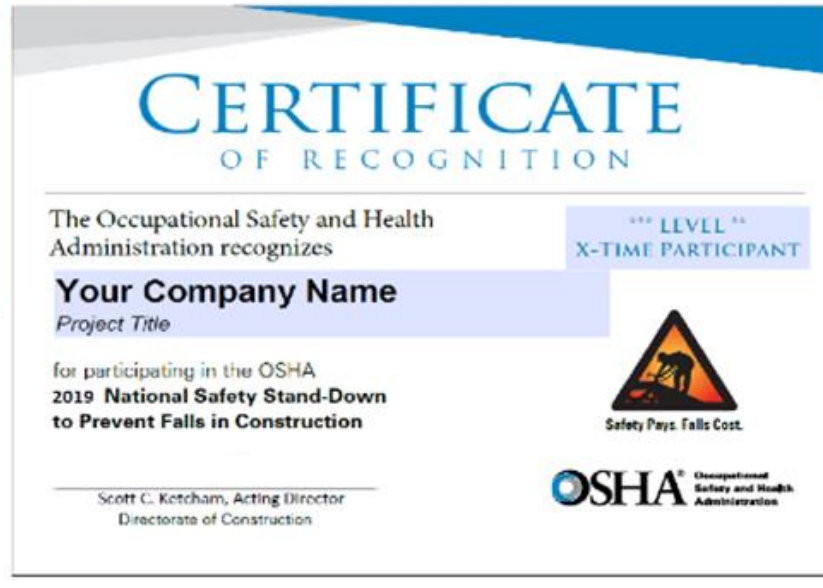 CERTIFICATE
OF RECOGNITION
The Occupational Safety and Health
Administration recognizes
*** LEVEL **
X-TIME PARTICIPANT
Your Company Name
Project Title
for participating in the OSHA
2019 National Safety Stand-Down
to Prevent Falls in Construction
Safety Pays. Falls Cost.
Scott C. Ketcham, Acting Director
Directorate of Construction
OSHA®
Occupational
Safety and Health
Administration